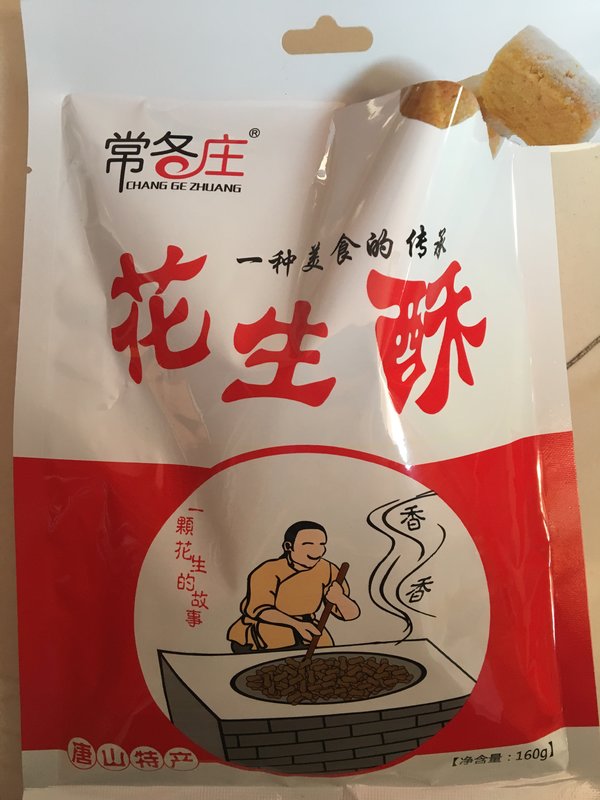 常各庄®
CHANG GE ZHUANG
一种美食的传承
花生酥
一颗花生的故事
香
香
唐山特产
【净含量：160g】